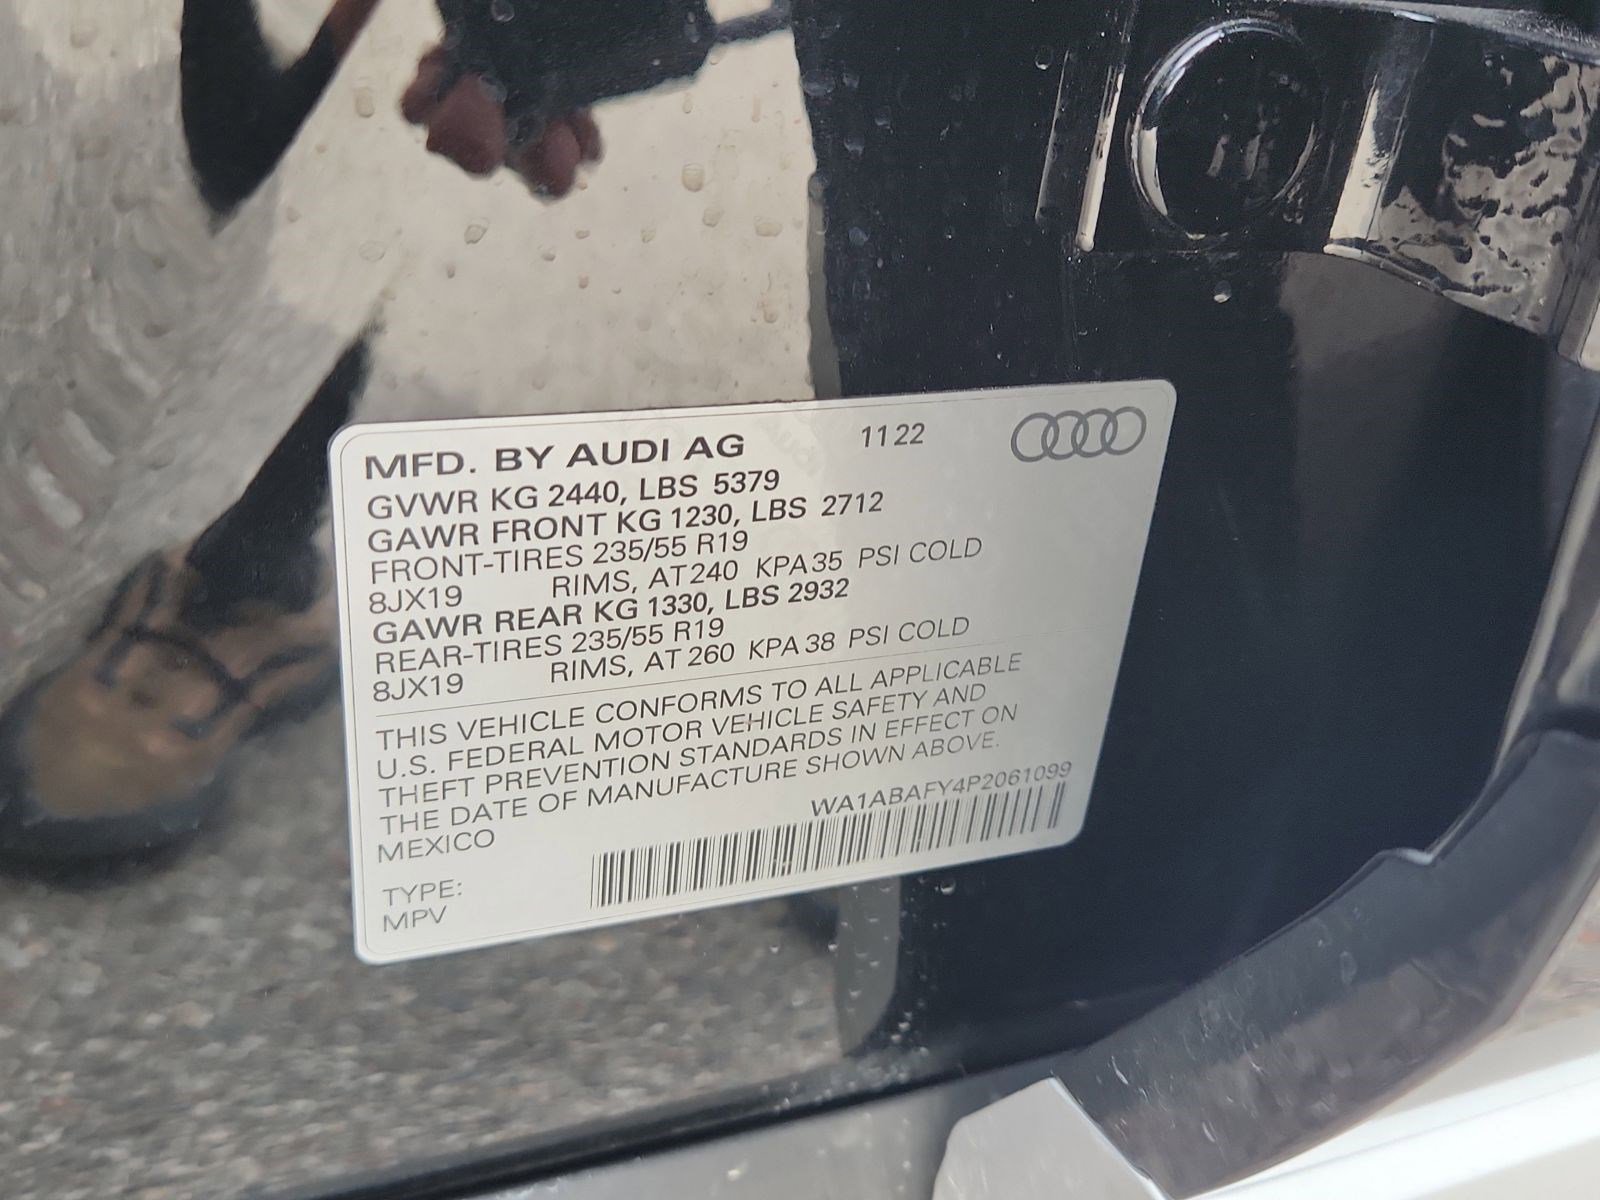 MFD. BY AUDI AG 1122
GVWR KG 2440, LBS 5379
GAWR FRONT KG 1230, LBS 2712
FRONT-TIRES 235/55 R19
8JX19 RIMS, AT 240 KPA 35 PSI COLD
GAWR REAR KG 1330, LBS 2932
REAR-TIRES 235/55 R19
8JX19 RIMS, AT 260 KPA 38 PSI COLD
THIS VEHICLE CONFORMS TO ALL APPLICABLE
U.S. FEDERAL MOTOR VEHICLE SAFETY AND
THEFT PREVENTION STANDARDS IN EFFECT ON
THE DATE OF MANUFACTURE SHOWN ABOVE.
MEXICO WA1ABAFY4P2061099
TYPE:
MPV